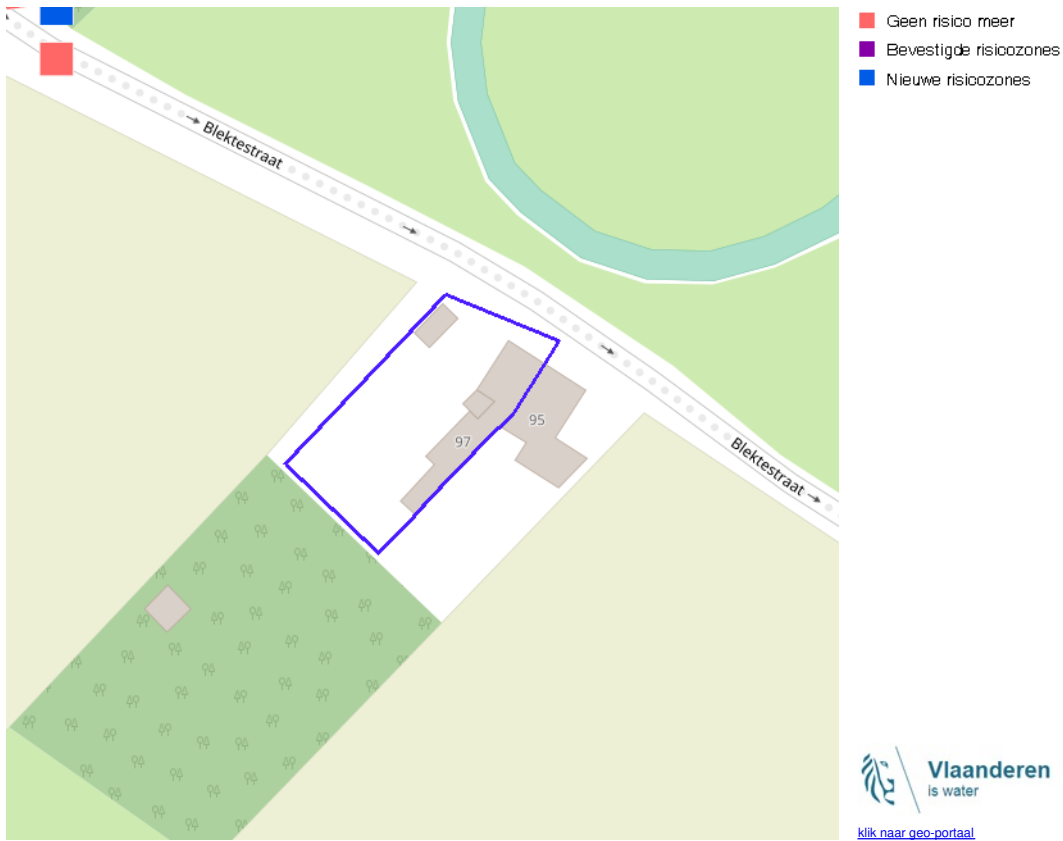 Geen risico meer
Bevestigde risicozones
Nieuwe risicozones
Blektestraat
95
97
Blektestraat
Vlaanderen
is water
klik naar geo-portaal